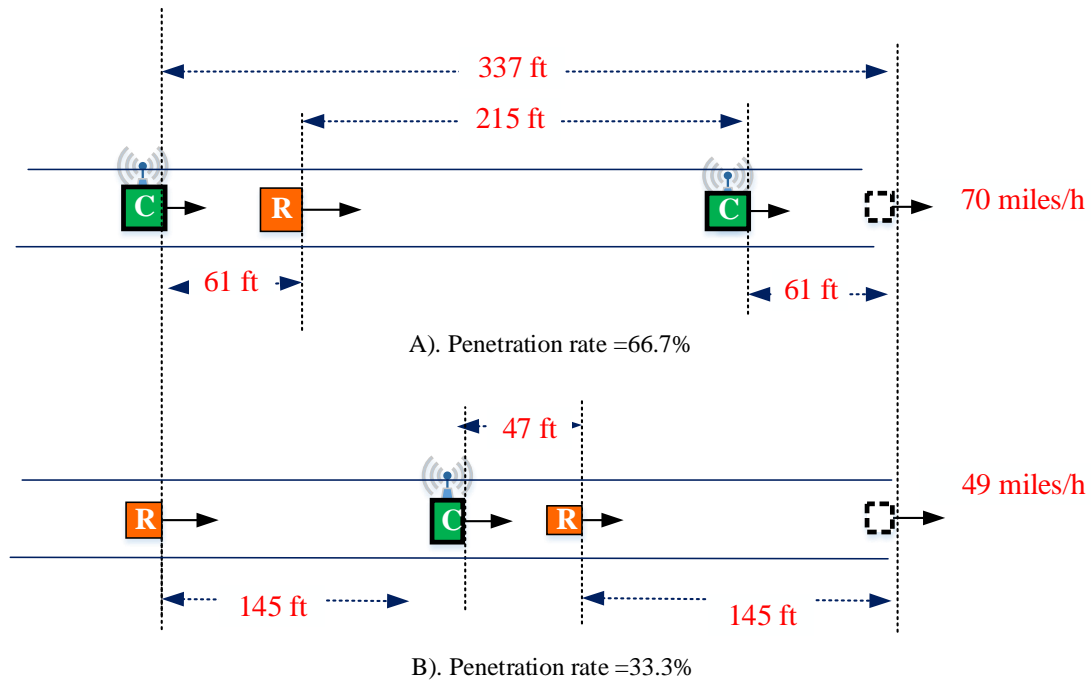 337 ft
215 ft
C
R
C
70 miles/h
61 ft
61 ft
A). Penetration rate =66.7%
47 ft
49 miles/h
R
C
R
145 ft
145 ft
B). Penetration rate =33.3%